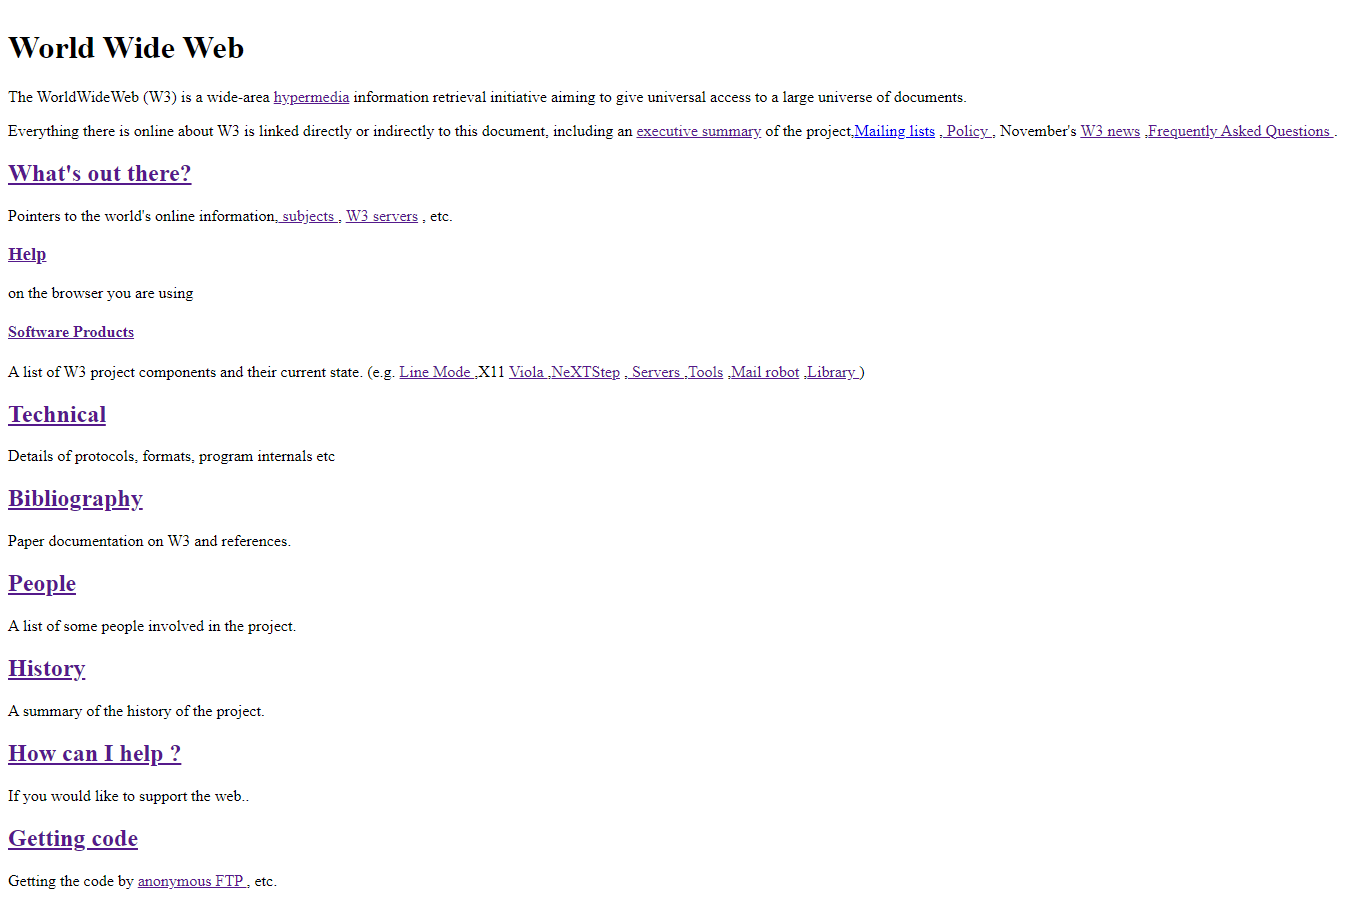 World Wide Web
The WorldWideWeb (W3) is a wide-area hypermedia information retrieval initiative aiming to give universal access to a large universe of documents.
Everything there is online about W3 is linked directly or indirectly to this document, including an executive summary of the project,Mailing lists , Policy , November's W3 news ,Frequently Asked Questions .
What's out there?
Pointers to the world's online information, subjects , W3 servers , etc.
Help
on the browser you are using
Software Products
A list of W3 project components and their current state. (e.g. Line Mode ,X11 Viola ,NeXTStep , Servers ,Tools ,Mail robot ,Library )
Technical
Details of protocols, formats, program internals etc
Bibliography
Paper documentation on W3 and references.
People
A list of some people involved in the project.
History
A summary of the history of the project.
How can I help ?
If you would like to support the web..
Getting code
Getting the code by anonymous FTP , etc.